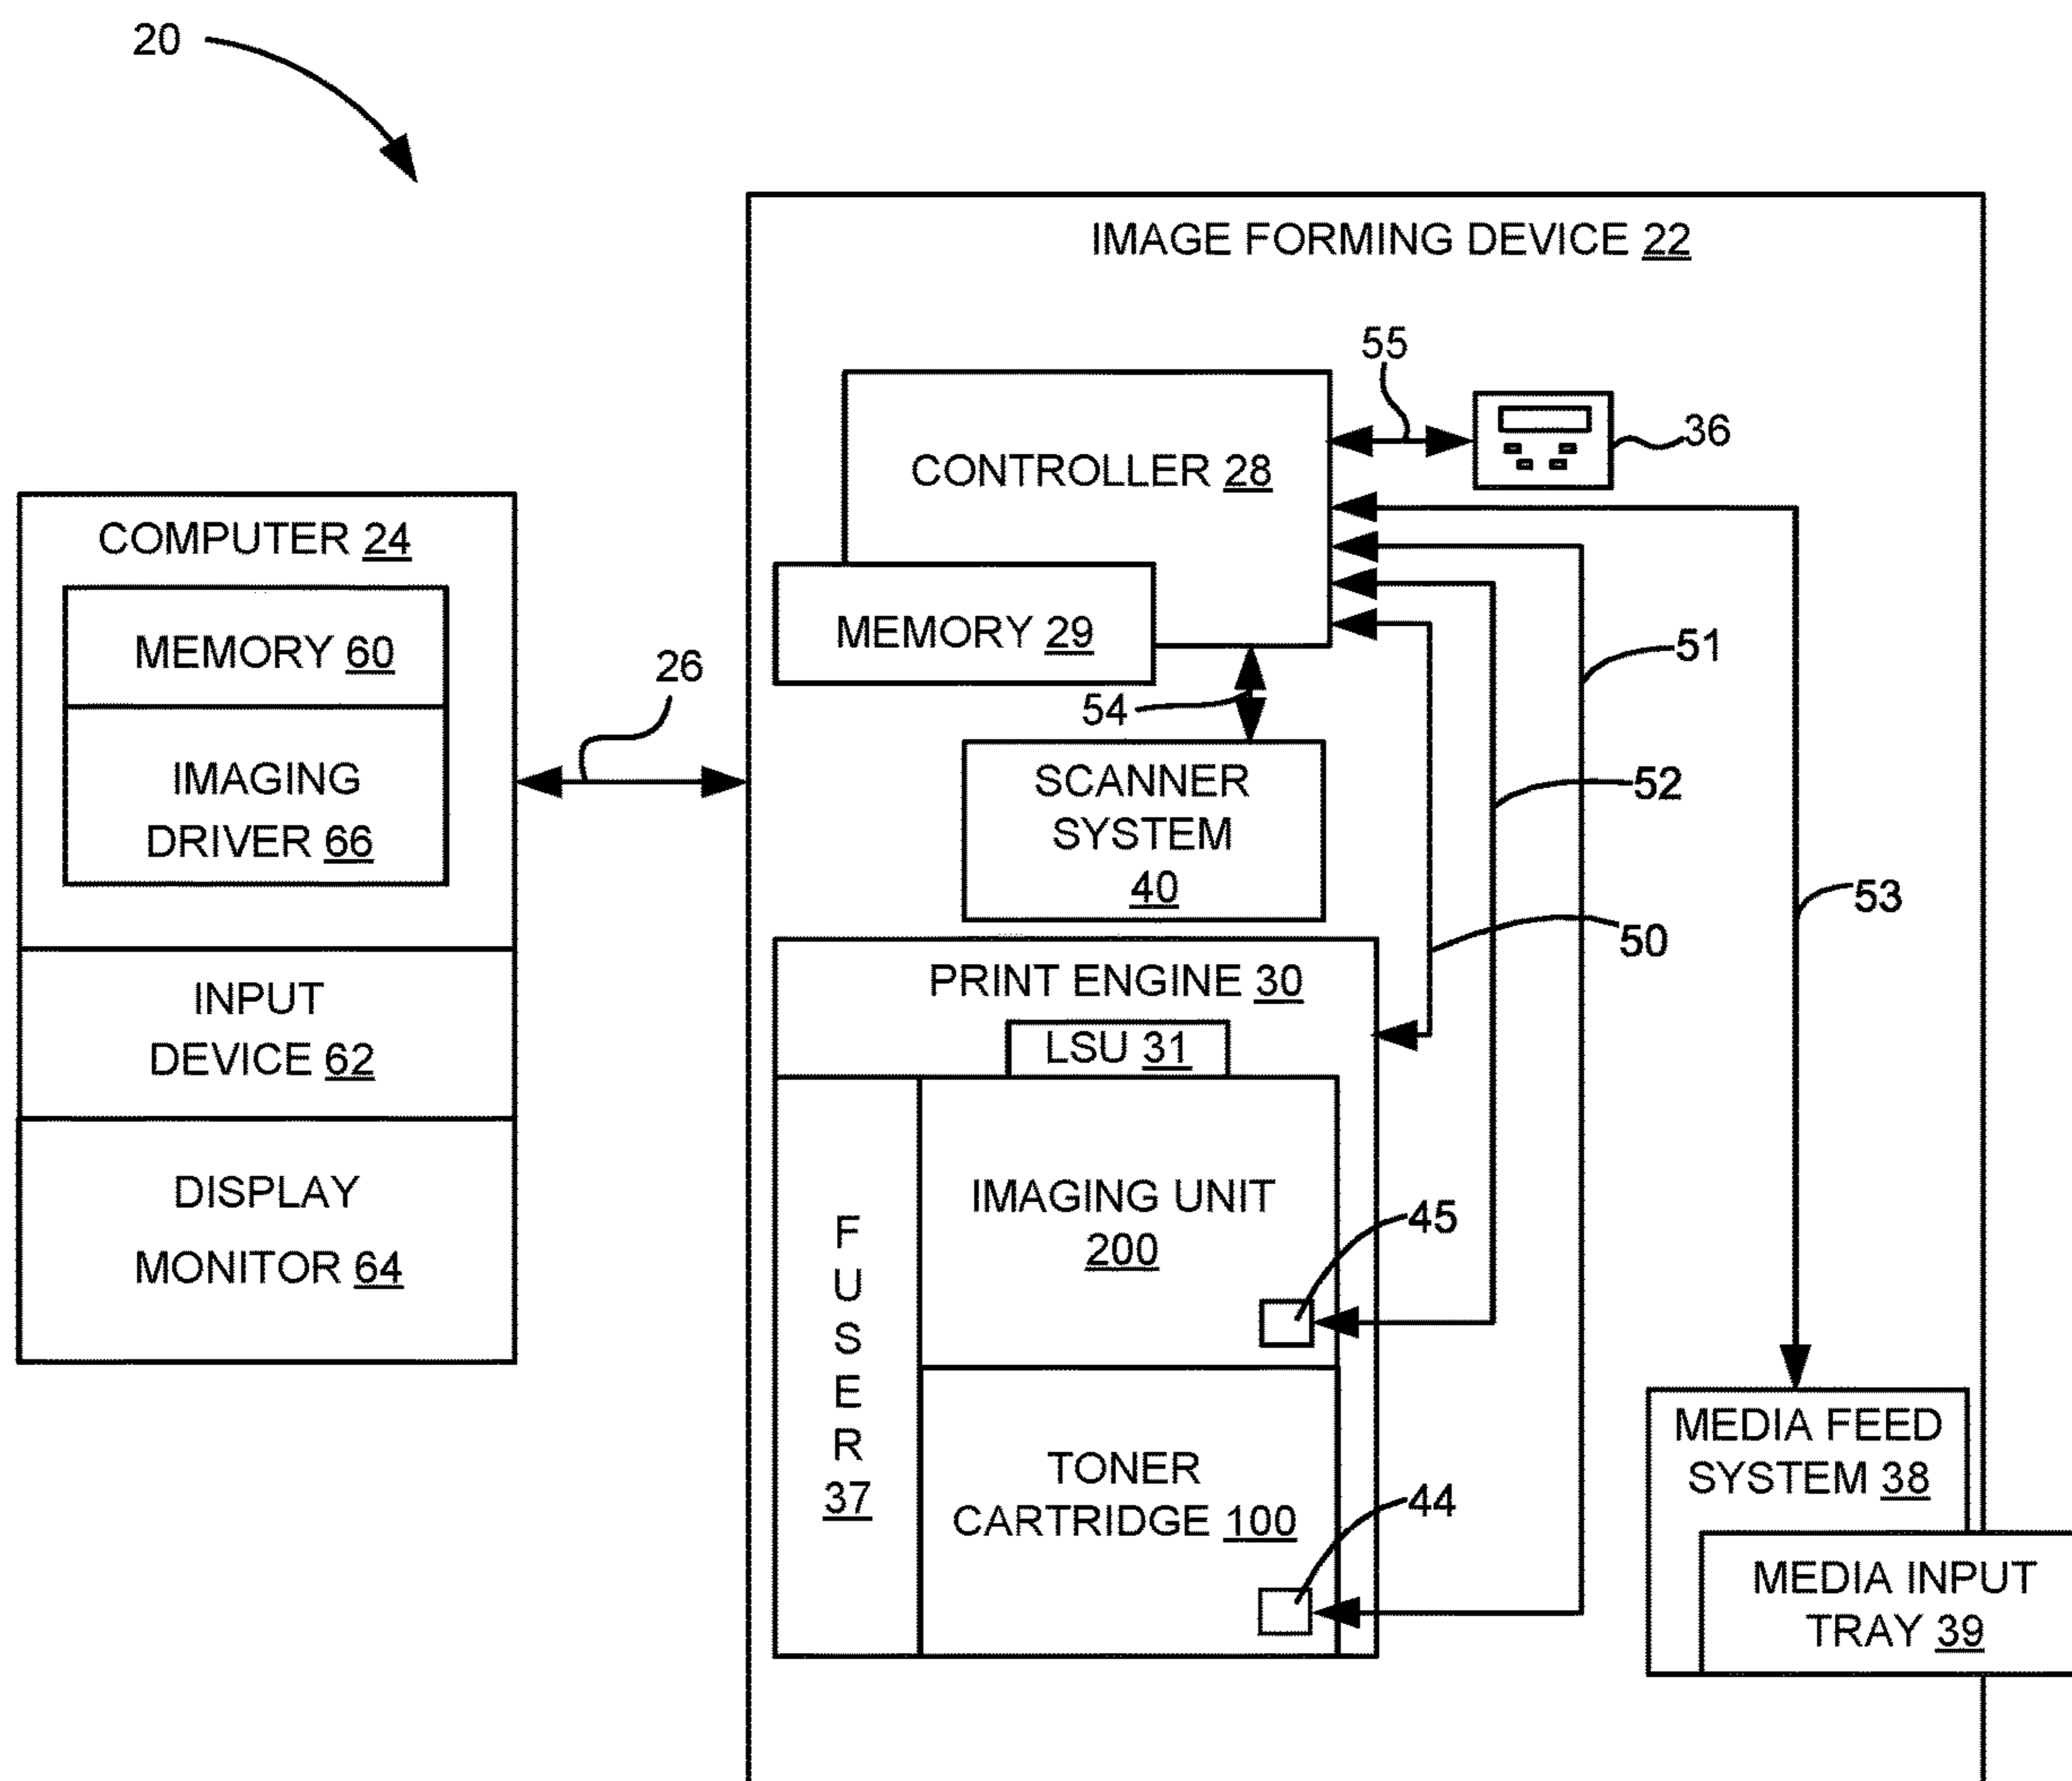 20
IMAGE FORMING DEVICE 22
55
36
CONTROLLER 28
MEMORY 29
54
SCANNER
SYSTEM
40
COMPUTER 24
MEMORY 60
IMAGING
DRIVER 66
INPUT
DEVICE 62
DISPLAY
MONITOR 64
26
51
52
53
50
PRINT ENGINE 30
LSU 31
FUSER
37
IMAGING UNIT
200
45
TONER
CARTRIDGE 100
44
MEDIA FEED
SYSTEM 38
MEDIA INPUT
TRAY 39